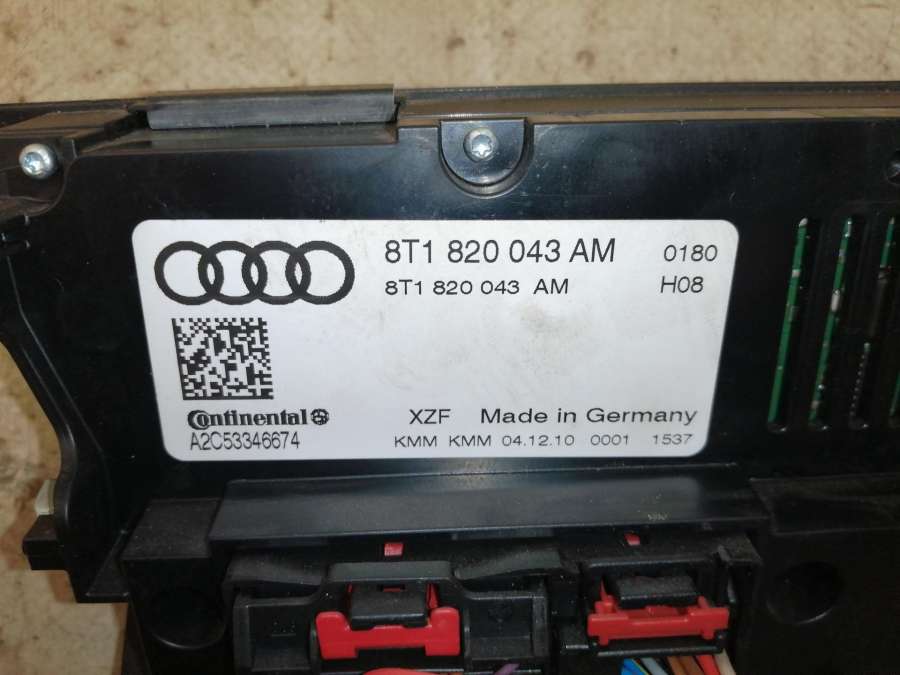 8T1 820 043 AM 0180
8T1 820 043 AM H08
Continental
A2C53346674
XZF Made in Germany
KMM KMM 04.12.10 0001 1537